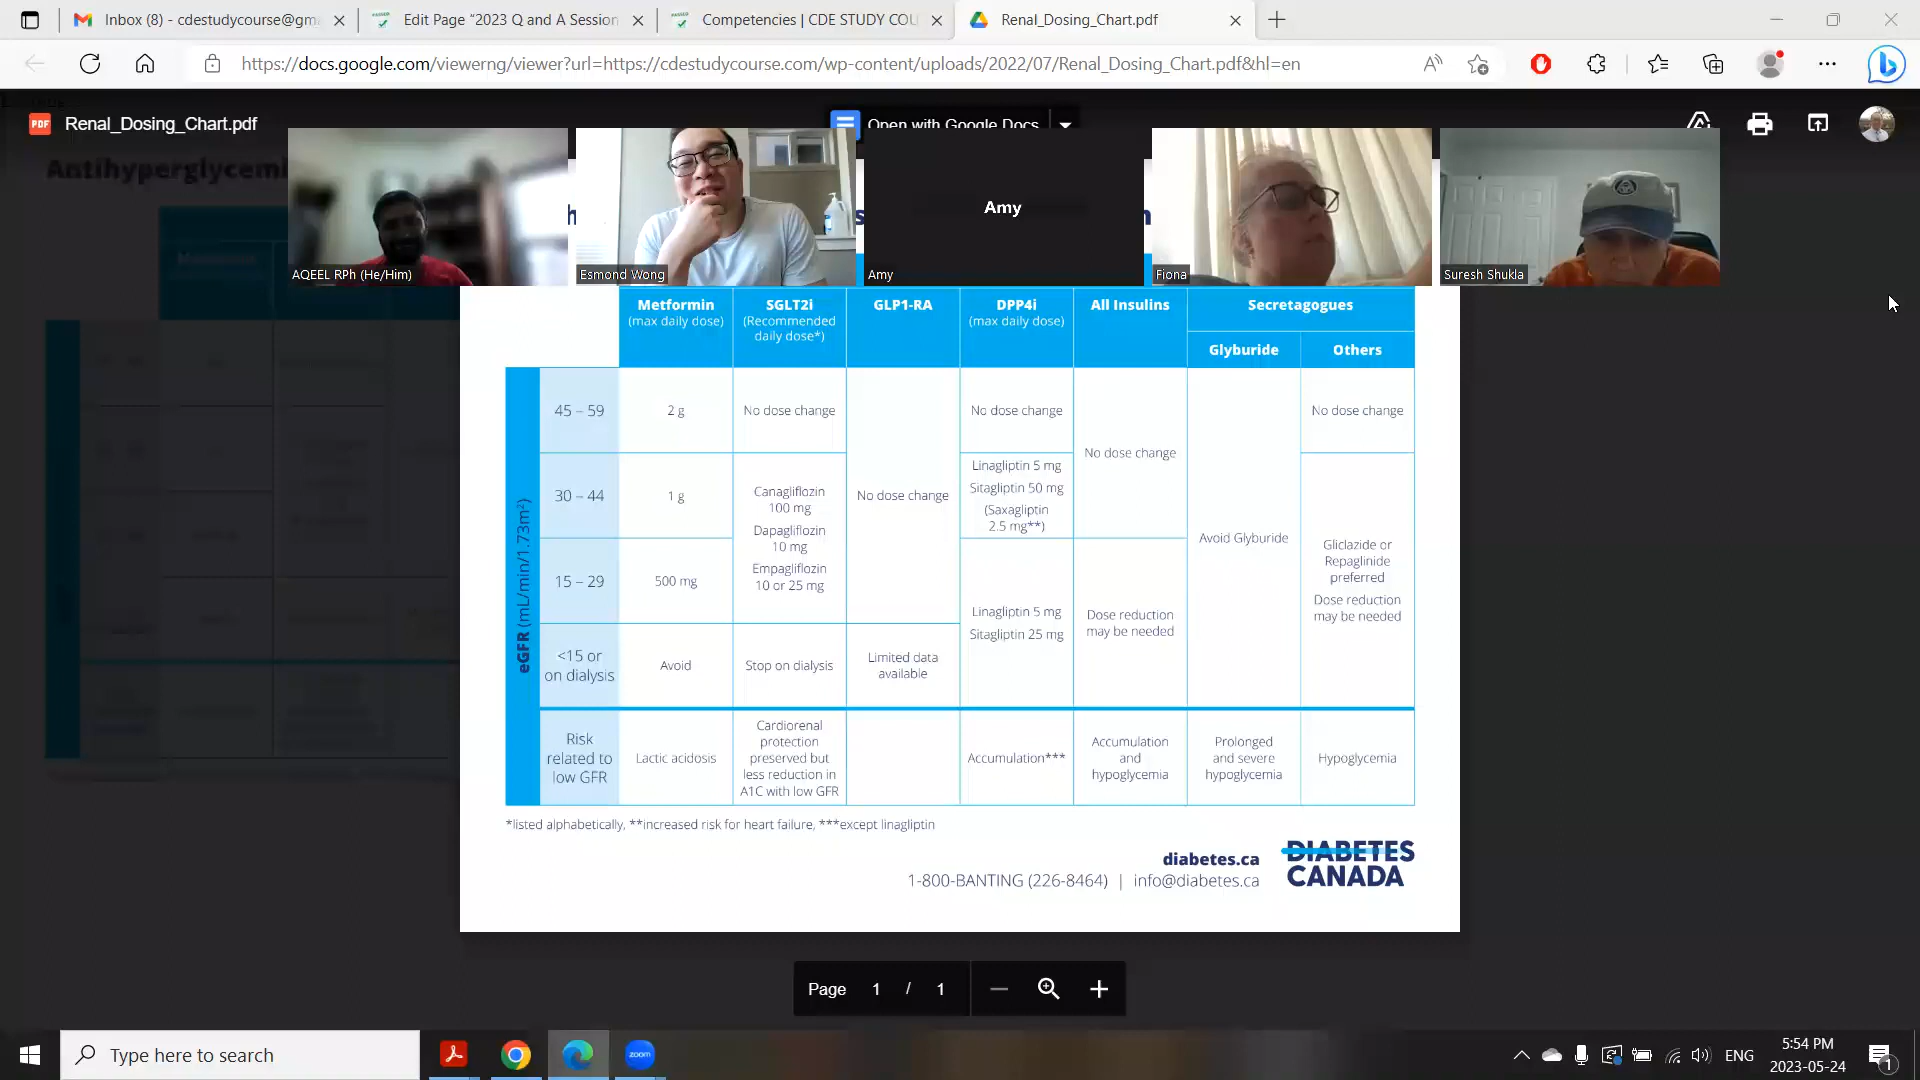 Inbox (8) - cdestudycourse@gm
Edit Page "2023 Q and A Session
Competencies | CDE STUDY COU
Renal_Dosing_Chart.pdf
https://docs.google.com/viewerng/viewer?url=https://cdestudycourse.com/wp-content/uploads/2022/07/Renal_Dosing_Chart.pdf&hl=en
PDF
Renal_Dosing_Chart.pdf
Open with Google Docs
Antihyperglycemi
Amy
AQEEL RPh (He/Him)
Esmond Wong
Amy
Fiona
Suresh Shukla
Metformin
(max daily dose)
SGLT2i
(Recommended
daily dose*)
GLP1-RA
DPP4i
(max daily dose)
All Insulins
Secretagogues
Glyburide
Others
eGFR (mL/min/1.73m²)
45 – 59
2 g
No dose change
No dose change
No dose change
No dose change
30 – 44
1 g
Canagliflozin
100 mg
Dapagliflozin
10 mg
Empagliflozin
10 or 25 mg
No dose change
Linagliptin 5 mg
Sitagliptin 50 mg
(Saxagliptin
2.5 mg**)
Avoid Glyburide
Gliclazide or
Repaglinide
preferred
Dose reduction
may be needed
15 – 29
500 mg
Linagliptin 5 mg
Sitagliptin 25 mg
Dose reduction
may be needed
<15 or
on dialysis
Avoid
Stop on dialysis
Limited data
available
Risk
related to
low GFR
Lactic acidosis
Cardiorenal
protection
preserved but
less reduction in
A1C with low GFR
Accumulation***
Accumulation
and
hypoglycemia
Prolonged
and severe
hypoglycemia
Hypoglycemia
*listed alphabetically, **increased risk for heart failure, ***except linagliptin
diabetes.ca
1-800-BANTING (226-8464) | info@diabetes.ca
DIABETES
CANADA
Page 1 / 1
Type here to search
zoom
ENG
5:54 PM
2023-05-24
1